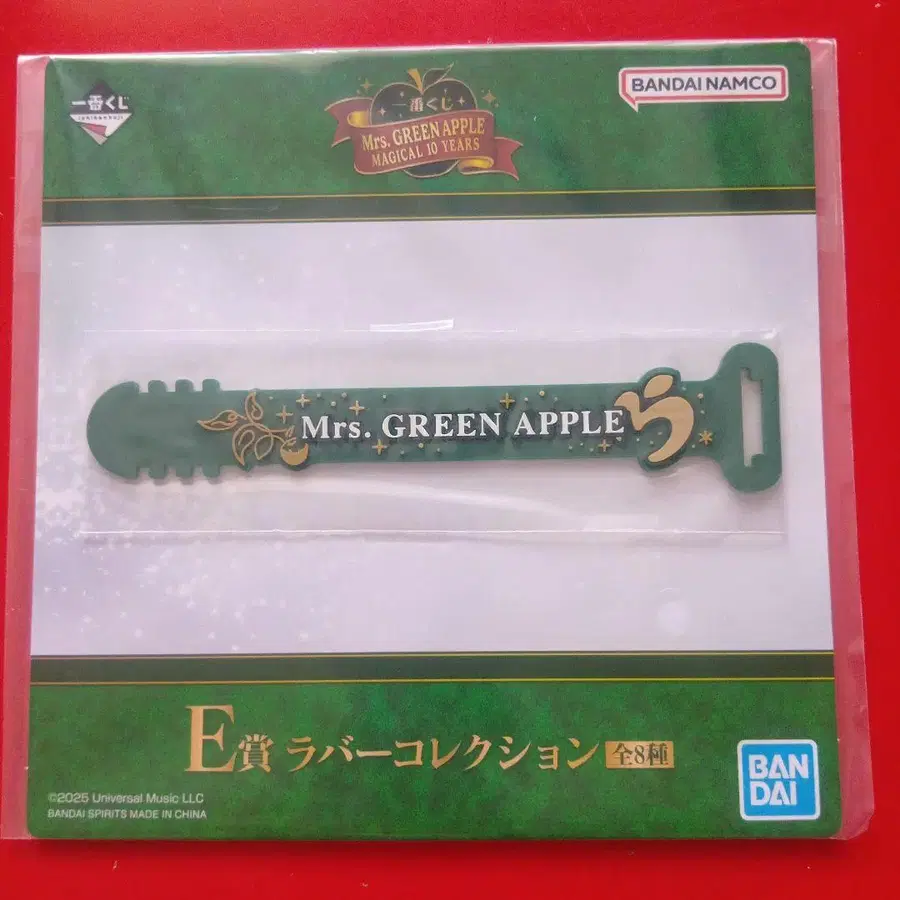 一番くじ
ichibankuji
一番くじ
Mrs. GREEN APPLE
MAGICAL 10 YEARS
BANDAI NAMCO
Mrs. GREEN APPLE
E賞 ラバーコレクション 全8種
©2025 Universal Music LLC
BANDAI SPIRITS MADE IN CHINA
BAN
DAI